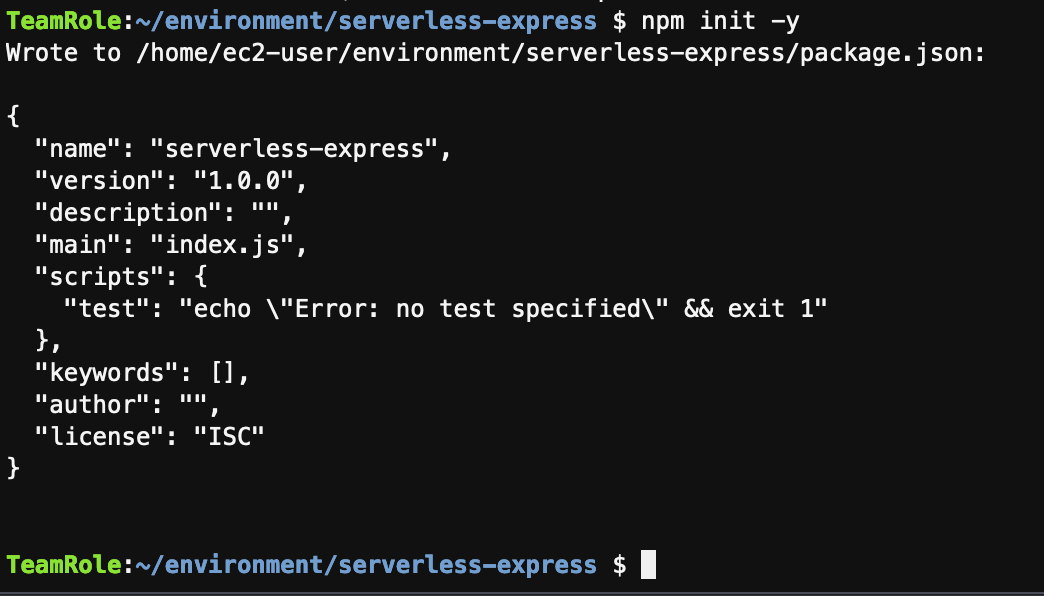 TeamRole:~/environment/serverless-express $ npm init -y
Wrote to /home/ec2-user/environment/serverless-express/package.json:
{
  "name": "serverless-express",
  "version": "1.0.0",
  "description": "",
  "main": "index.js",
  "scripts": {
    "test": "echo \"Error: no test specified\" && exit 1"
  },
  "keywords": [],
  "author": "",
  "license": "ISC"
}
TeamRole:~/environment/serverless-express $